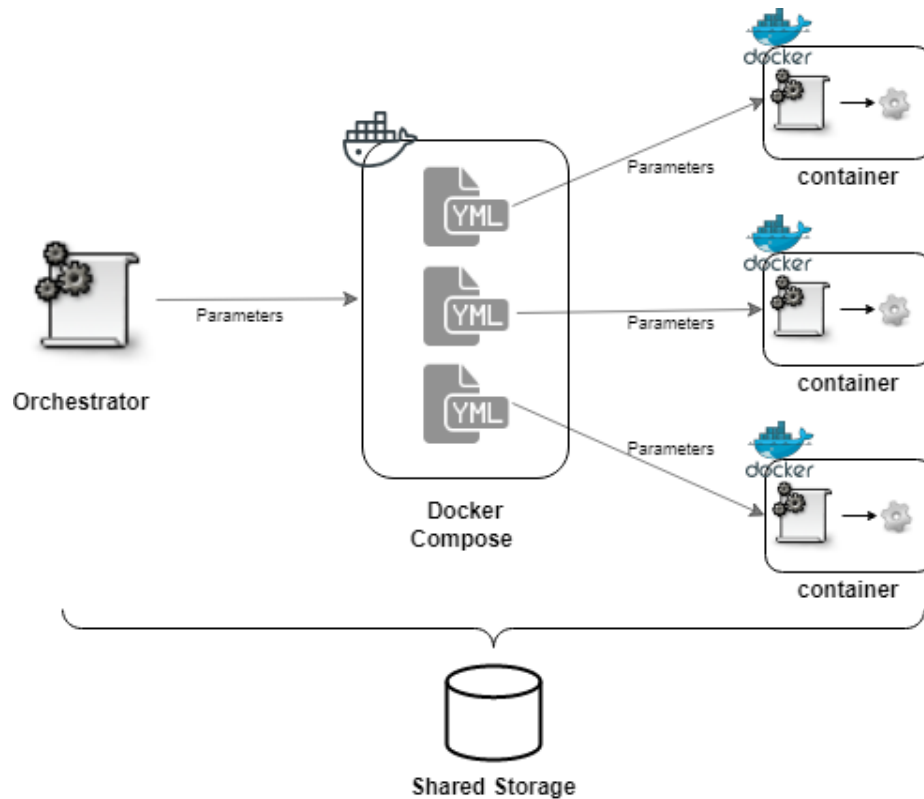 docker
container
Parameters
YML
docker
YML
Parameters
Parameters
container
Orchestrator
YML
docker
Parameters
Docker
Compose
container
Shared Storage